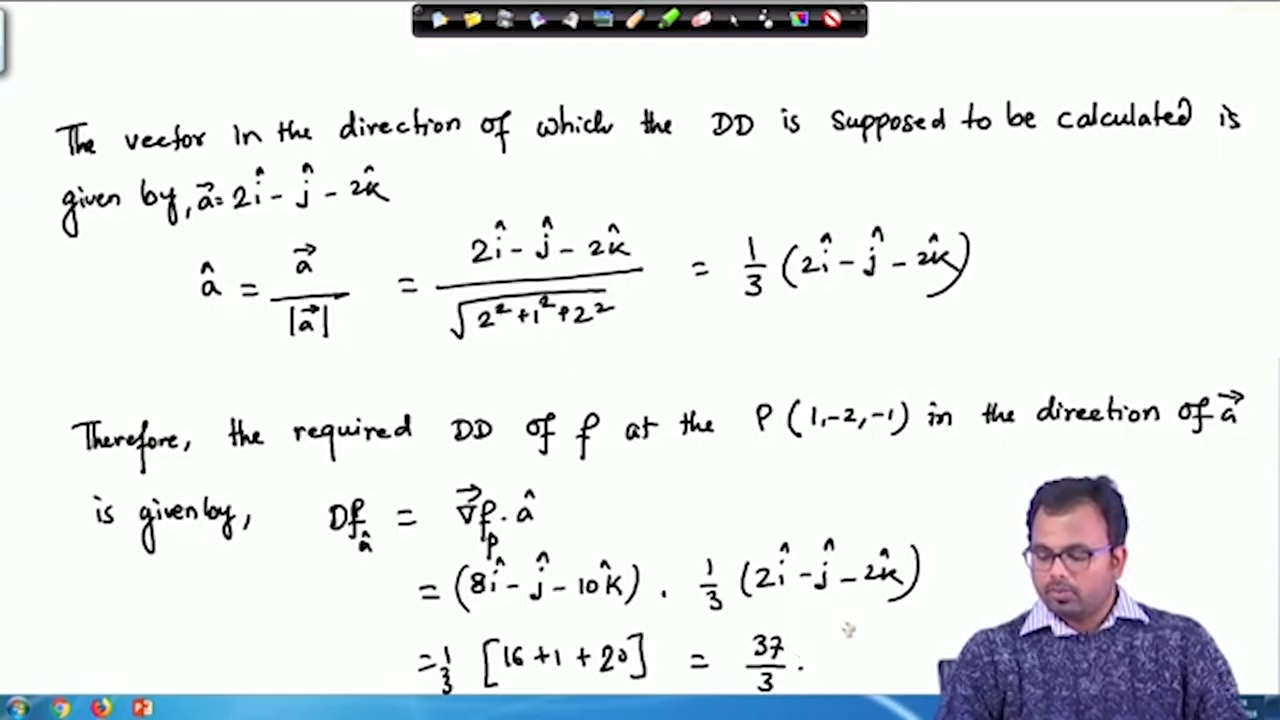 The vector in the direction of which the DD is supposed to be calculated is
given by, a⃗ = 2î - ĵ - 2k̂
â = a⃗ / |a⃗| = (2î - ĵ - 2k̂) / √(2² + 1² + 2²) = 1/3 (2î - ĵ - 2k̂)
Therefore, the required DD of f at the P (1, -2, -1) in the direction of a⃗
is given by, Df_â = ∇⃗f_p . â
= (8î - ĵ - 10k̂) . 1/3 (2î - ĵ - 2k̂)
= 1/3 [16 + 1 + 20] = 37/3 .